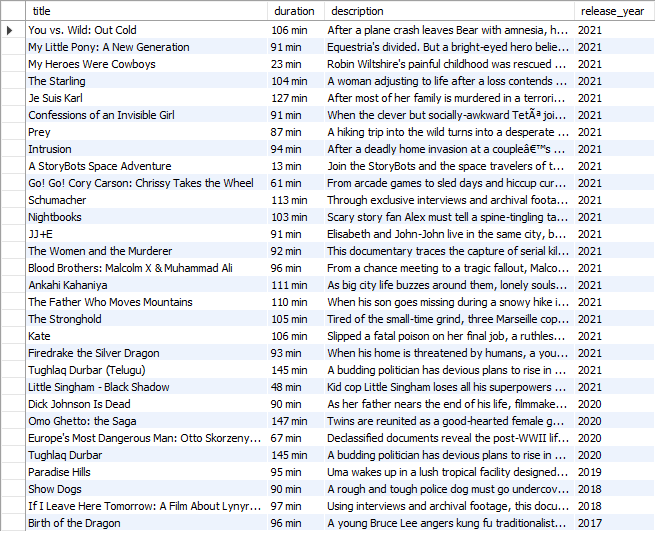 title duration description release_year
You vs. Wild: Out Cold 106 min After a plane crash leaves Bear with amnesia, h... 2021
My Little Pony: A New Generation 91 min Equestria's divided. But a bright-eyed hero belie... 2021
My Heroes Were Cowboys 23 min Robin Wiltshire's painful childhood was rescued ... 2021
The Starling 104 min A woman adjusting to life after a loss contends ... 2021
Je Suis Karl 127 min After most of her family is murdered in a terrori... 2021
Confessions of an Invisible Girl 91 min When the clever but socially-awkward Tetê joi... 2021
Prey 87 min A hiking trip into the wild turns into a desperate ... 2021
Intrusion 94 min After a deadly home invasion at a coupleâ€™s ... 2021
A StoryBots Space Adventure 13 min Join the StoryBots and the space travelers of t... 2021
Go! Go! Cory Carson: Chrissy Takes the Wheel 61 min From arcade games to sled days and hiccup cur... 2021
Schumacher 113 min Through exclusive interviews and archival foota... 2021
Nightbooks 103 min Scary story fan Alex must tell a spine-tingling ta... 2021
JJ+E 91 min Elisabeth and John-John live in the same city, b... 2021
The Women and the Murderer 92 min This documentary traces the capture of serial kil... 2021
Blood Brothers: Malcolm X & Muhammad Ali 96 min From a chance meeting to a tragic fallout, Malco... 2021
Ankahi Kahaniya 111 min As big city life buzzes around them, lonely souls... 2021
The Father Who Moves Mountains 110 min When his son goes missing during a snowy hike i... 2021
The Stronghold 105 min Tired of the small-time grind, three Marseille cop... 2021
Kate 106 min Slipped a fatal poison on her final job, a ruthles... 2021
Firedrake the Silver Dragon 93 min When his home is threatened by humans, a you... 2021
Tughlaq Durbar (Telugu) 145 min A budding politician has devious plans to rise in ... 2021
Little Singham - Black Shadow 48 min Kid cop Little Singham loses all his superpowers ... 2021
Dick Johnson Is Dead 90 min As her father nears the end of his life, filmmake... 2020
Omo Ghetto: the Saga 147 min Twins are reunited as a good-hearted female g... 2020
Europe's Most Dangerous Man: Otto Skorzeny... 67 min Declassified documents reveal the post-WWII lif... 2020
Tughlaq Durbar 145 min A budding politician has devious plans to rise in ... 2020
Paradise Hills 95 min Uma wakes up in a lush tropical facility designed... 2019
Show Dogs 90 min A rough and tough police dog must go undercov... 2018
If I Leave Here Tomorrow: A Film About Lynyr... 97 min Using interviews and archival footage, this docu... 2018
Birth of the Dragon 96 min A young Bruce Lee angers kung fu traditionalist... 2017